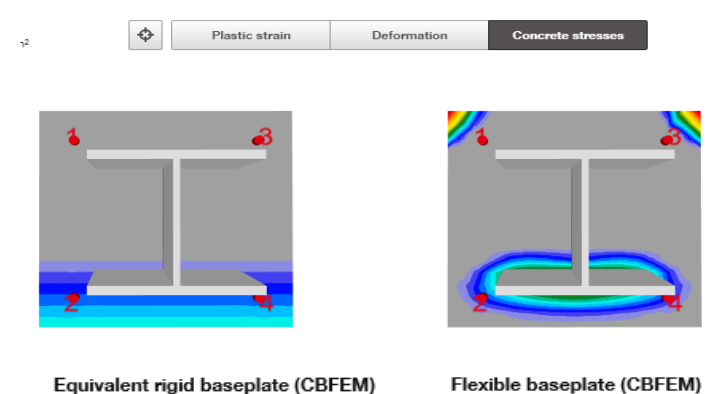 Plastic strain Deformation Concrete stresses
1 3 1 3
2 4 2 4
Equivalent rigid baseplate (CBFEM) Flexible baseplate (CBFEM)